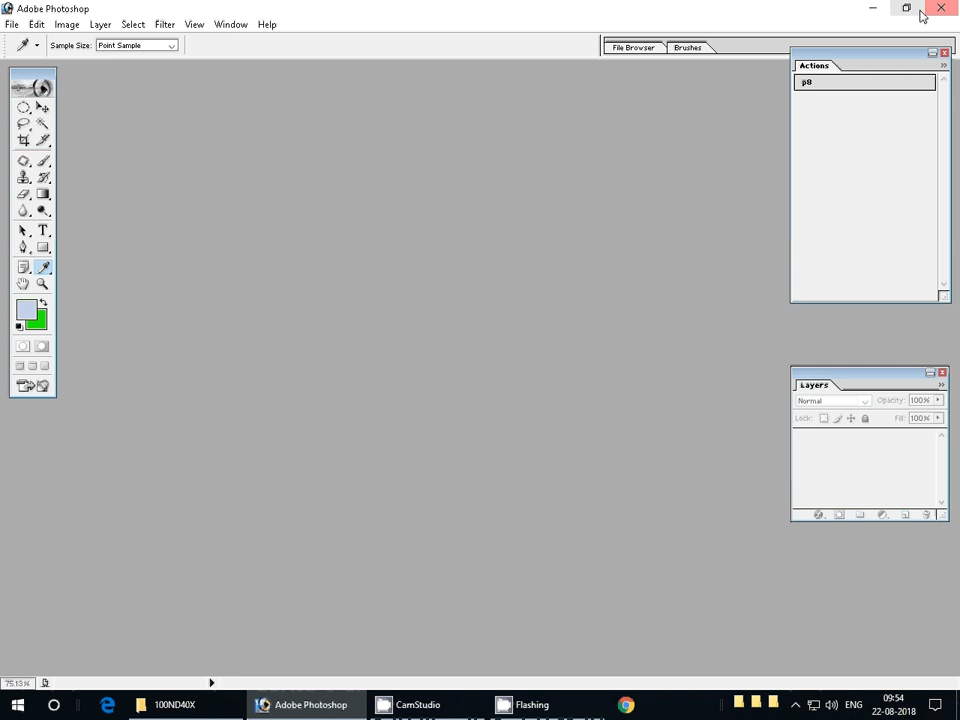 Adobe Photoshop
File Edit Image Layer Select Filter View Window Help
Sample Size: Point Sample
File Browser Brushes
Actions
p8
Layers
Normal Opacity: 100%
Lock: Fill: 100%
75.13%
100ND40X Adobe Photoshop CamStudio Flashing ENG 09:54
22-08-2018